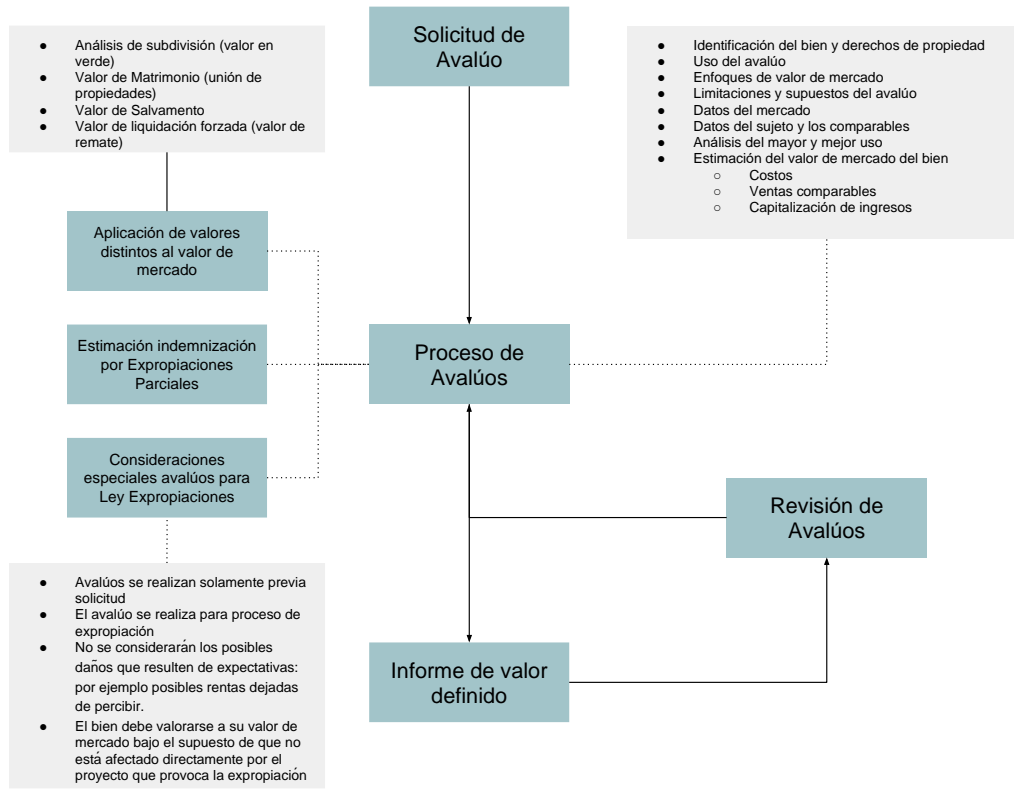 Solicitud de
Avalúo
● Análisis de subdivisión (valor en
verde)
● Valor de Matrimonio (unión de
propiedades)
● Valor de Salvamento
● Valor de liquidación forzada (valor de
remate)
● Identificación del bien y derechos de propiedad
● Uso del avalúo
● Enfoques de valor de mercado
● Limitaciones y supuestos del avalúo
● Datos del mercado
● Datos del sujeto y los comparables
● Análisis del mayor y mejor uso
● Estimación del valor de mercado del bien
○ Costos
○ Ventas comparables
○ Capitalización de ingresos
Aplicación de valores
distintos al valor de
mercado
Estimación indemnización
por Expropiaciones
Parciales
Proceso de
Avalúos
Consideraciones
especiales avalúos para
Ley Expropiaciones
Revisión de
Avalúos
● Avalúos se realizan solamente previa
solicitud
● El avalúo se realiza para proceso de
expropiación
● No se considerarán los posibles
daños que resulten de expectativas:
por ejemplo posibles rentas dejadas
de percibir.
● El bien debe valorarse a su valor de
mercado bajo el supuesto de que no
está afectado directamente por el
proyecto que provoca la expropiación
Informe de valor
definido